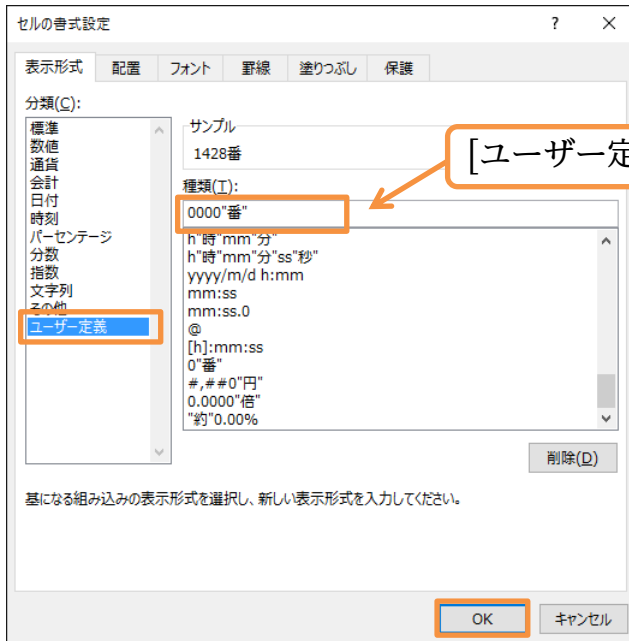 セルの書式設定 ? ×
表示形式 配置 フォント 罫線 塗りつぶし 保護
分類(C):
標準
数値
通貨
会計
日付
時刻
パーセンテージ
分数
指数
文字列
その他
ユーザー定義
サンプル
1428番
[ユーザー定
種類(T):
0000"番"
h"時"mm"分"
h"時"mm"分"ss"秒"
yyyy/m/d h:mm
mm:ss
mm:ss.0
@
[h]:mm:ss
0"番"
#,##0"円"
0.0000"倍"
"約"0.00%
削除(D)
基になる組み込みの表示形式を選択し、新しい表示形式を入力してください。
OK キャンセル